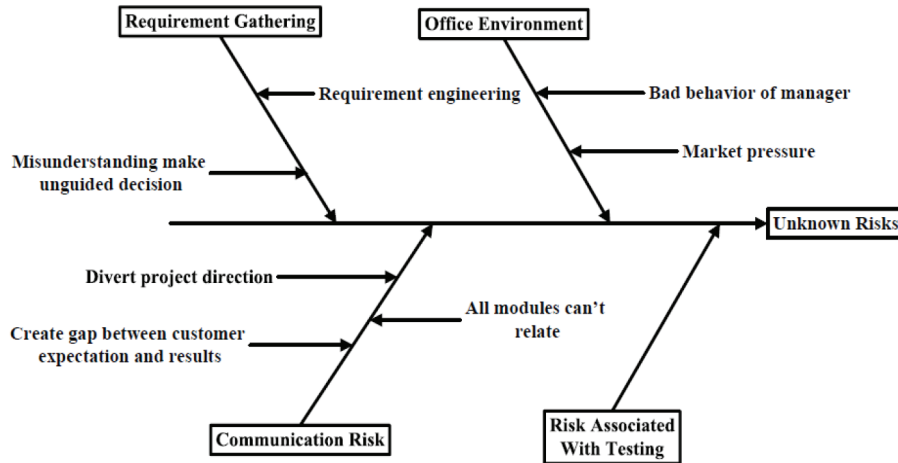 Requirement Gathering
Office Environment
Requirement engineering
Bad behavior of manager
Misunderstanding make
unguided decision
Market pressure
Unknown Risks
Divert project direction
All modules can’t
relate
Create gap between customer
expectation and results
Communication Risk
Risk Associated
With Testing